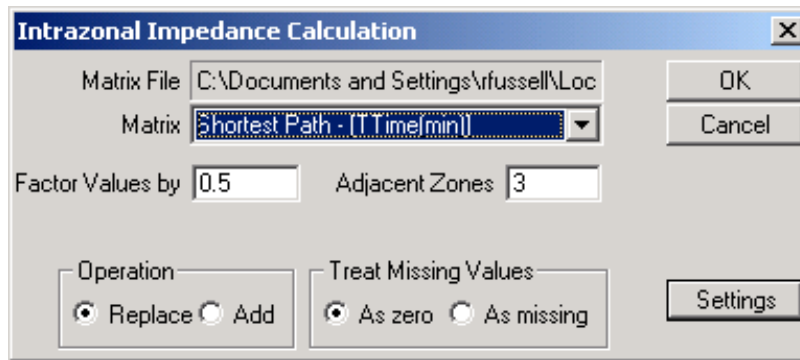 Intrazonal Impedance Calculation
Matrix File C:\Documents and Settings\rfussell\Loc OK
Matrix Shortest Path - [TTime(min)] Cancel
Factor Values by 0.5 Adjacent Zones 3
Operation Treat Missing Values
Replace Add As zero As missing Settings